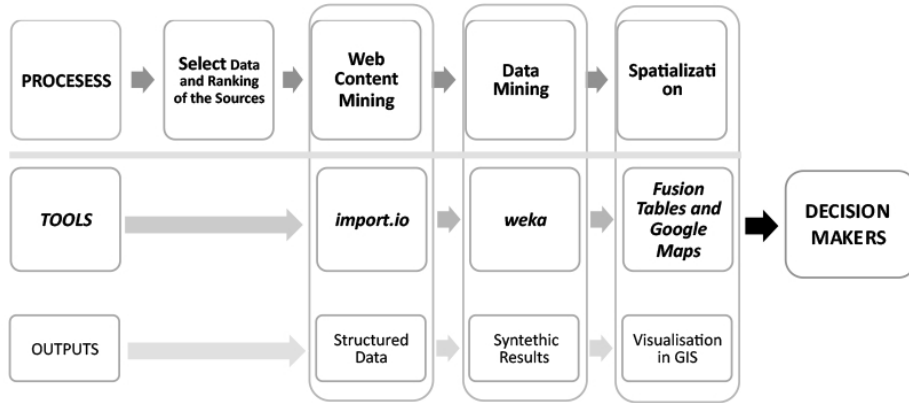 PROCESESS
Select Data
and Ranking
of the Sources
Web
Content
Mining
Data
Mining
Spatializati
on
TOOLS
import.io
weka
Fusion
Tables and
Google
Maps
DECISION
MAKERS
OUTPUTS
Structured
Data
Syntethic
Results
Visualisation
in GIS